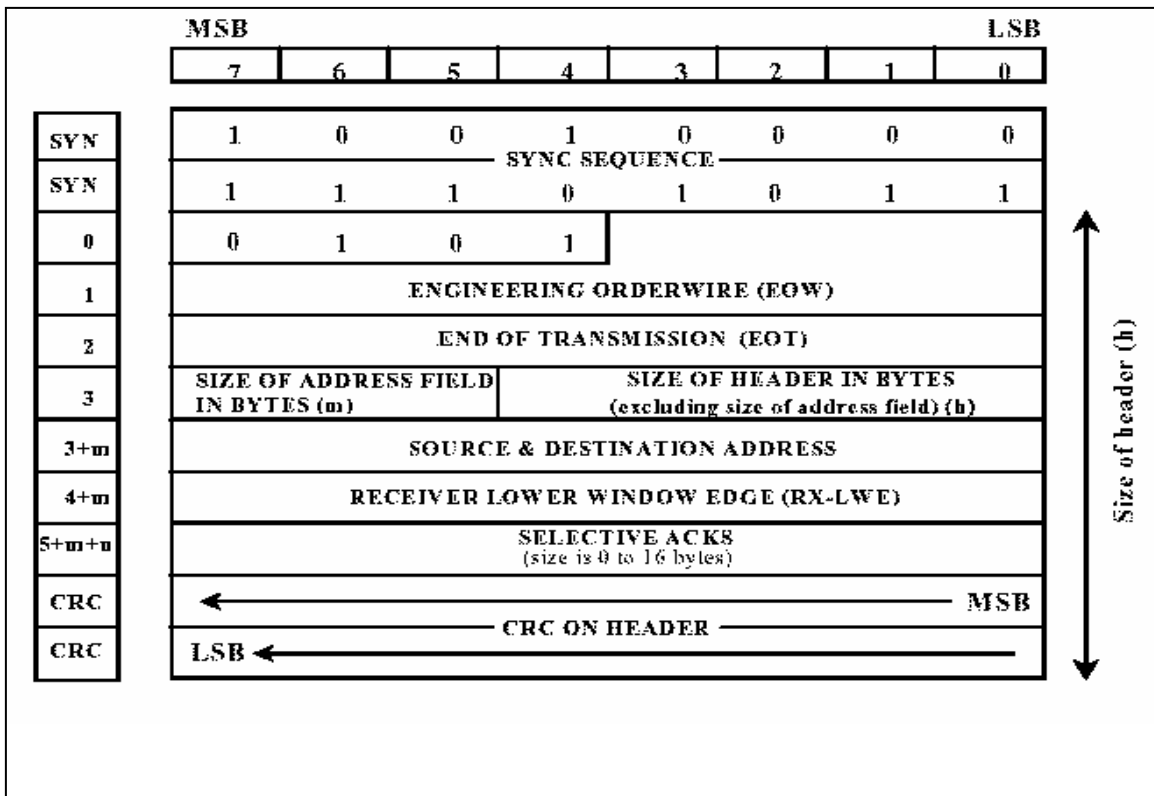 MSB LSB
7 6 5 4 3 2 1 0
SYN 1 0 0 1 0 0 0 0
SYNC SEQUENCE
SYN 1 1 1 0 1 0 1 1
0 0 1 0 1
1 ENGINEERING ORDERWIRE (EOW)
2 END OF TRANSMISSION (EOT)
3 SIZE OF ADDRESS FIELD SIZE OF HEADER IN BYTES
IN BYTES (m) (excluding size of address field) (h)
3+m SOURCE & DESTINATION ADDRESS
4+m RECEIVER LOWER WINDOW EDGE (RX-LWE)
5+m+n SELECTIVE ACKS
(size is 0 to 16 bytes)
CRC MSB
CRC ON HEADER
CRC LSB
Size of header (h)